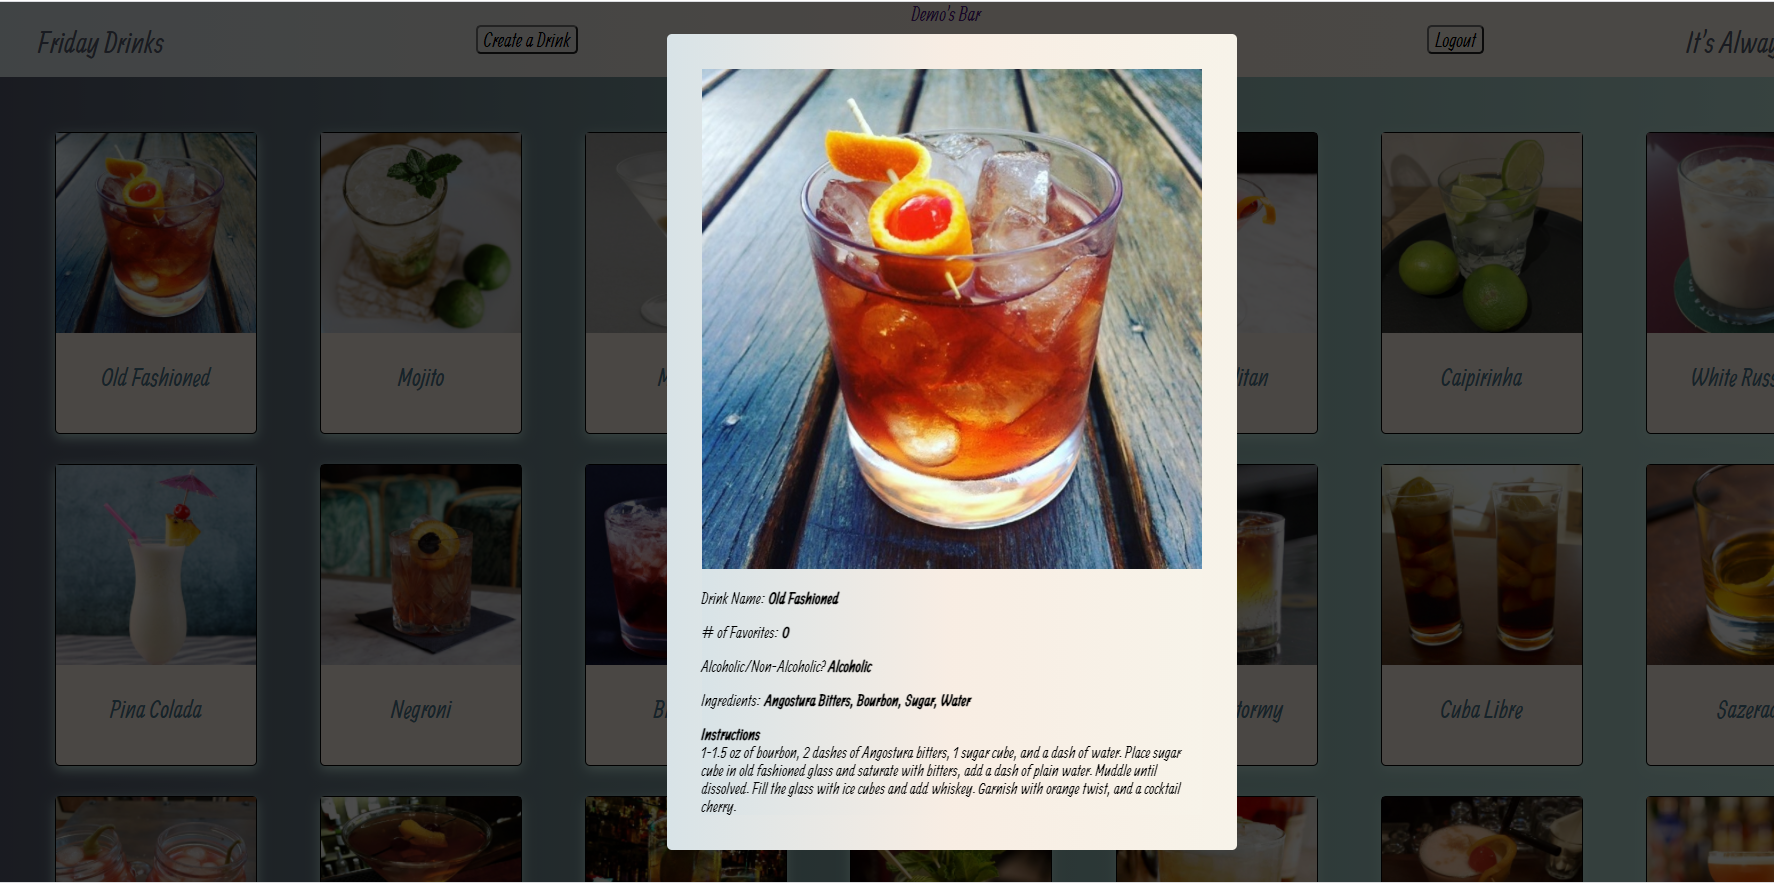 Demo's Bar
Friday Drinks
Create a Drink
Logout
It's Alway
Drink Name: Old Fashioned
# of Favorites: 0
Alcoholic/Non-Alcoholic? Alcoholic
Ingredients: Angostura Bitters, Bourbon, Sugar, Water
Instructions
1-1.5 oz of bourbon, 2 dashes of Angostura bitters, 1 sugar cube, and a dash of water. Place sugar
cube in old fashioned glass and saturate with bitters, add a dash of plain water. Muddle until
dissolved. Fill the glass with ice cubes and add whiskey. Garnish with orange twist, and a cocktail
cherry.
Old Fashioned
Mojito
M
litan
Caipirinha
White Russ
Pina Colada
Negroni
Bl
tormy
Cuba Libre
Sazerac